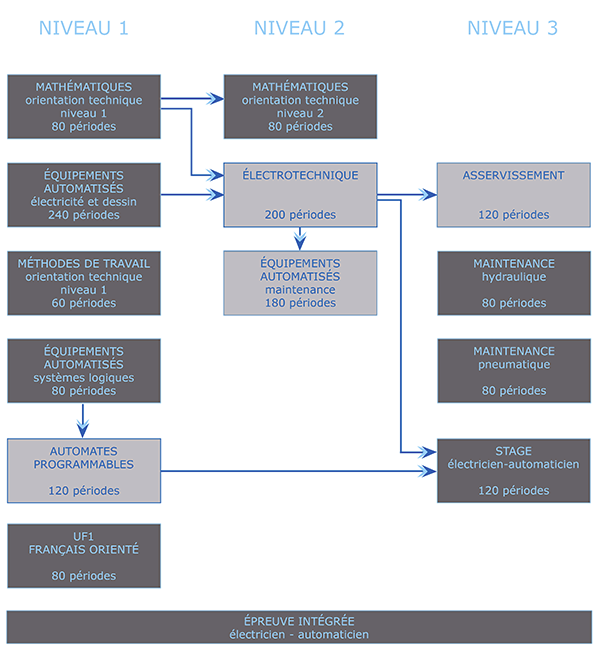 NIVEAU 1
NIVEAU 2
NIVEAU 3
MATHÉMATIQUES
orientation technique
niveau 1
80 périodes
MATHÉMATIQUES
orientation technique
niveau 2
80 périodes
ÉQUIPEMENTS
AUTOMATISÉS
électricité et dessin
240 périodes
ÉLECTROTECHNIQUE
200 périodes
ASSERVISSEMENT
120 périodes
MÉTHODES DE TRAVAIL
orientation technique
niveau 1
60 périodes
ÉQUIPEMENTS
AUTOMATISÉS
maintenance
180 périodes
MAINTENANCE
hydraulique
80 périodes
ÉQUIPEMENTS
AUTOMATISÉS
systèmes logiques
80 périodes
MAINTENANCE
pneumatique
80 périodes
AUTOMATES
PROGRAMMABLES
120 périodes
STAGE
électricien-automaticien
120 périodes
UF1
FRANÇAIS ORIENTÉ
80 périodes
ÉPREUVE INTÉGRÉE
électricien - automaticien